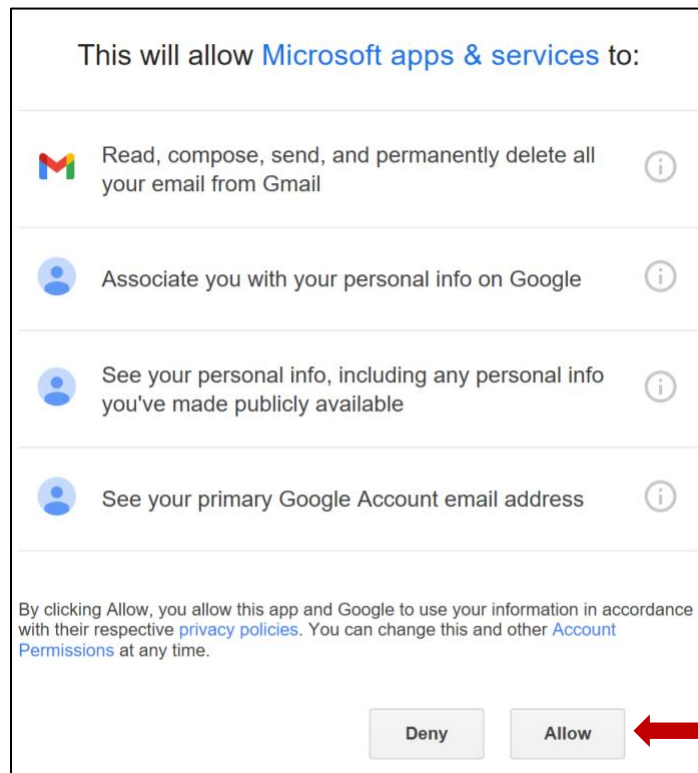 This will allow Microsoft apps & services to:
Read, compose, send, and permanently delete all
your email from Gmail
Associate you with your personal info on Google
See your personal info, including any personal info
you've made publicly available
See your primary Google Account email address
By clicking Allow, you allow this app and Google to use your information in accordance
with their respective privacy policies. You can change this and other Account
Permissions at any time.
Deny Allow